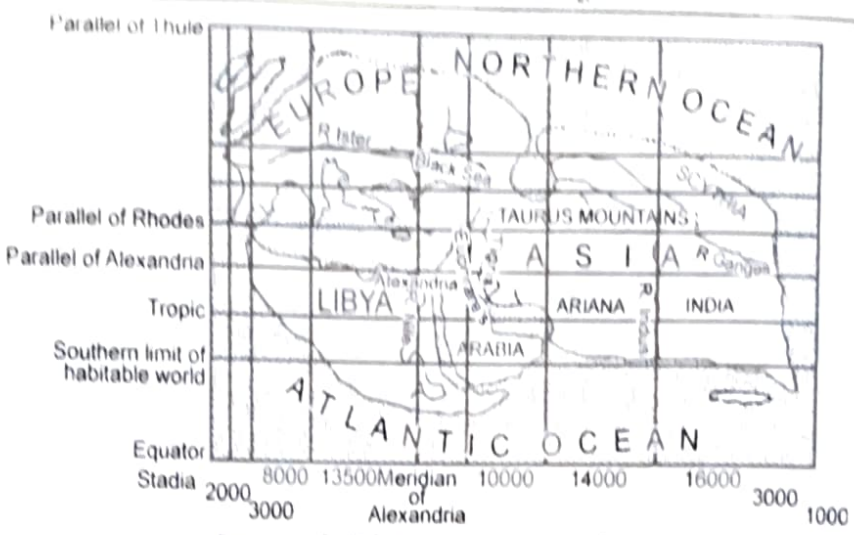 Parallel of Thule
NORTHERN OCEAN
EUROPE
R Ister
Black Sea
SCYTHIA
Parallel of Rhodes
TAURUS MOUNTAINS
Parallel of Alexandria
ASIA
R Ganges
Alexandria
Tropic
LIBYA
ARIANA
R Indus
INDIA
Nile
ARABIA
Southern limit of
habitable world
ATLANTIC OCEAN
Equator
Stadia
2000
3000
8000
13500
Meridian
of
Alexandria
10000
14000
16000
3000
1000